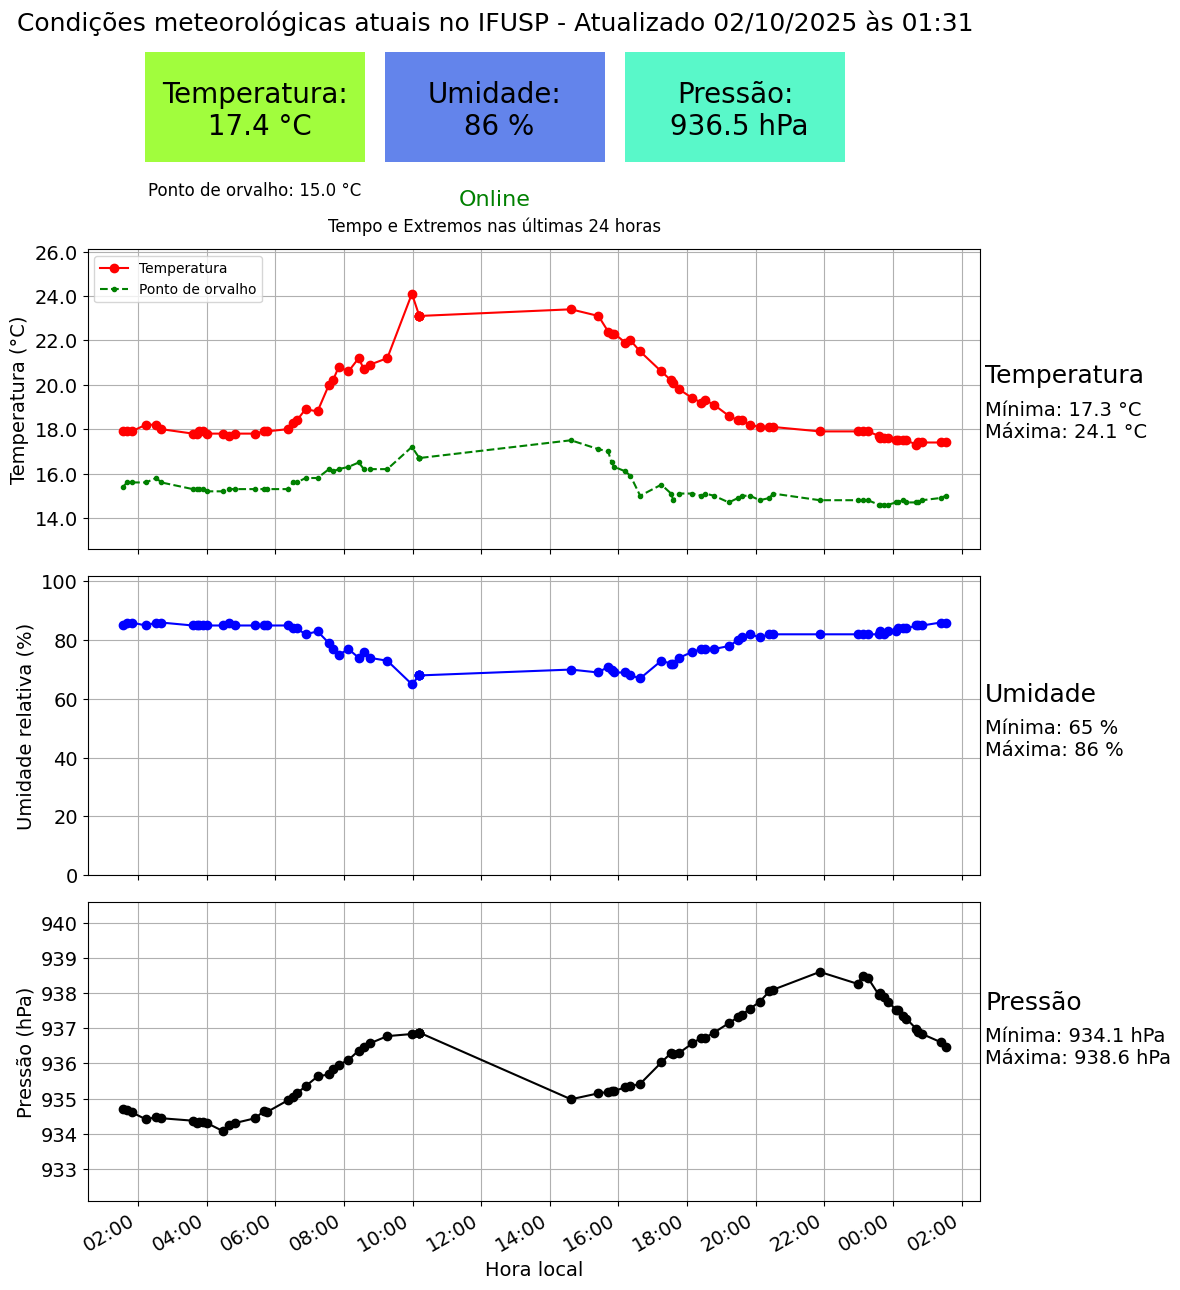 Condições meteorológicas atuais no IFUSP - Atualizado 02/10/2025 às 01:31
Temperatura:
17.4 °C
Umidade:
86 %
Pressão:
936.5 hPa
Ponto de orvalho: 15.0 °C
Online
Tempo e Extremos nas últimas 24 horas
Temperatura (°C)
26.0
24.0
22.0
20.0
18.0
16.0
14.0
Temperatura
Ponto de orvalho
Temperatura
Mínima: 17.3 °C
Máxima: 24.1 °C
Umidade relativa (%)
100
80
60
40
20
0
Umidade
Mínima: 65 %
Máxima: 86 %
Pressão (hPa)
940
939
938
937
936
935
934
933
Pressão
Mínima: 934.1 hPa
Máxima: 938.6 hPa
02:00 04:00 06:00 08:00 10:00 12:00 14:00 16:00 18:00 20:00 22:00 00:00 02:00
Hora local